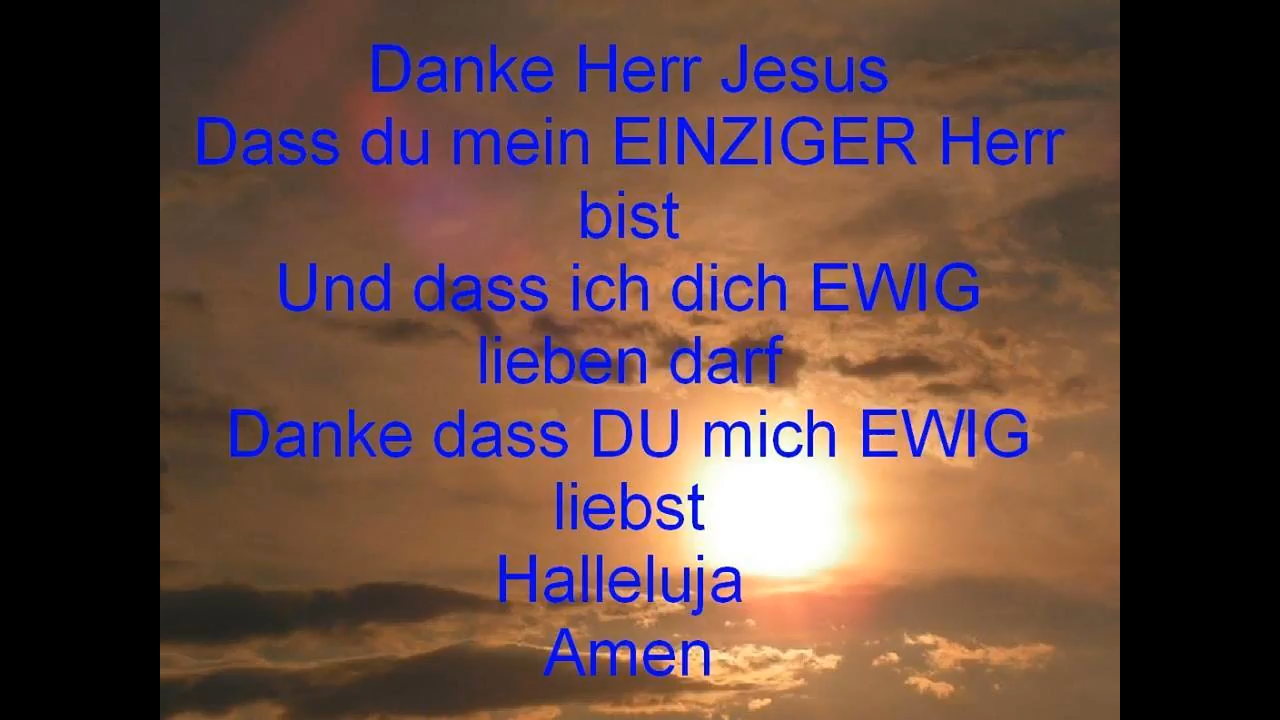 Danke Herr Jesus
Dass du mein EINZIGER Herr
bist
Und dass ich dich EWIG
lieben darf
Danke dass DU mich EWIG
liebst
Halleluja
Amen